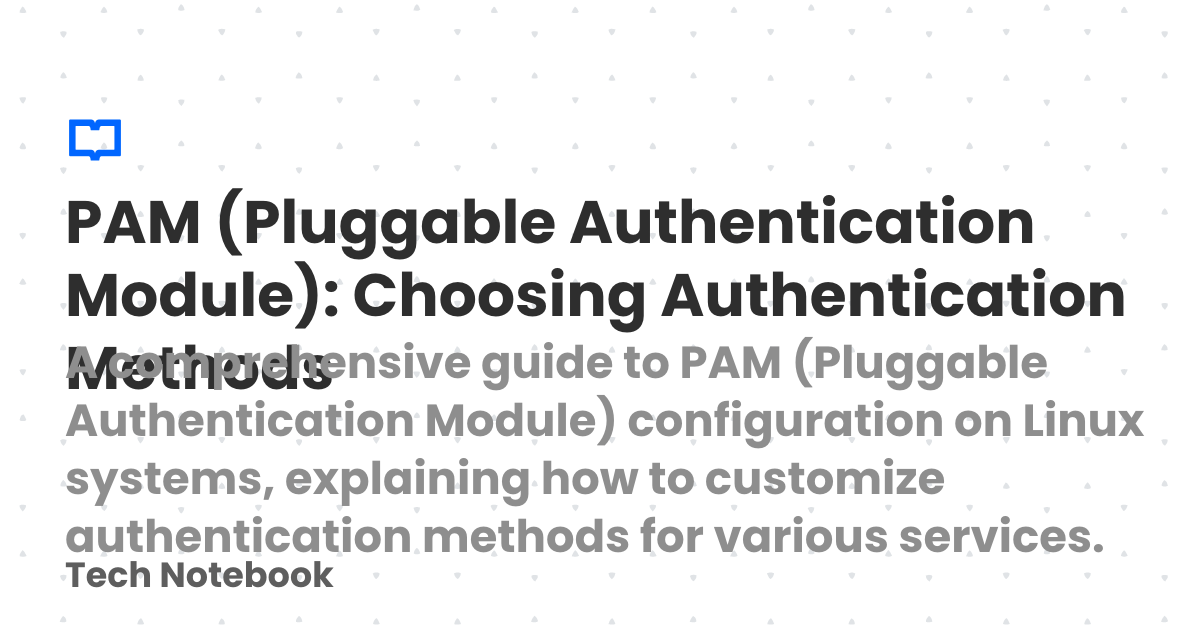 PAM (Pluggable Authentication
Module): Choosing Authentication
Methods
A comprehensive guide to PAM (Pluggable
Authentication Module) configuration on Linux
systems, explaining how to customize
authentication methods for various services.
Tech Notebook